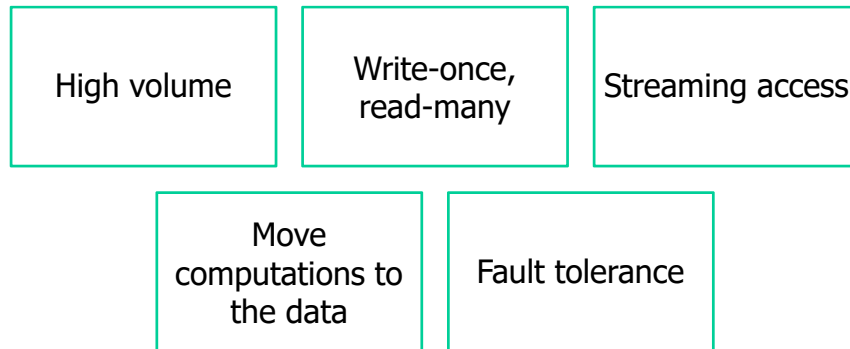 High volume
Write-once,
read-many
Streaming access
Move
computations to
the data
Fault tolerance